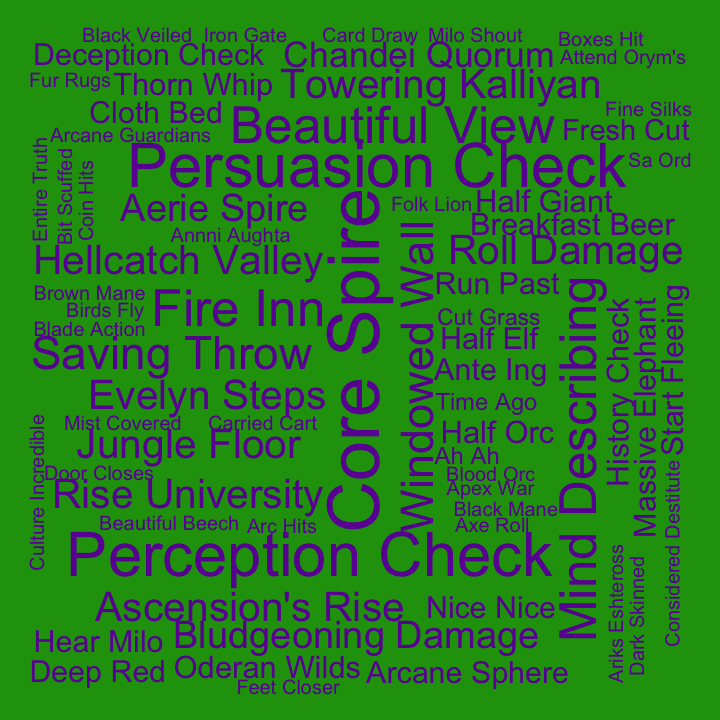 Black Veiled
Iron Gate
Card Draw
Milo Shout
Boxes Hit
Deception Check
Chandei Quorum
Attend Orym's
Fur Rugs
Thorn Whip
Towering Kalliyan
Cloth Bed
Beautiful View
Fine Silks
Arcane Guardians
Fresh Cut
Persuasion Check
Sa Ord
Entire Truth
Bit Scuffed
Coin Hits
Aerie Spire
Folk Lion
Half Giant
Annni Aughta
Breakfast Beer
Hellcatch Valley
Core Spire
Windowed Wall
Roll Damage
Brown Mane
Fire Inn
Run Past
Birds Fly
Blade Action
Cut Grass
Half Elf
Mind Describing
History Check
Massive Elephant
Start Fleeing
Saving Throw
Ante Ing
Evelyn Steps
Time Ago
Mist Covered
Carried Cart
Jungle Floor
Half Orc
Culture Incredible
Door Closes
Ah Ah
Blood Orc
Rise University
Apex War
Beautiful Beech
Arc Hits
Black Mane
Axe Roll
Considered Destitute
Perception Check
Ariks Eshteross
Dark Skinned
Ascension's Rise
Nice Nice
Hear Milo
Bludgeoning Damage
Deep Red
Oderan Wilds
Arcane Sphere
Feet Closer